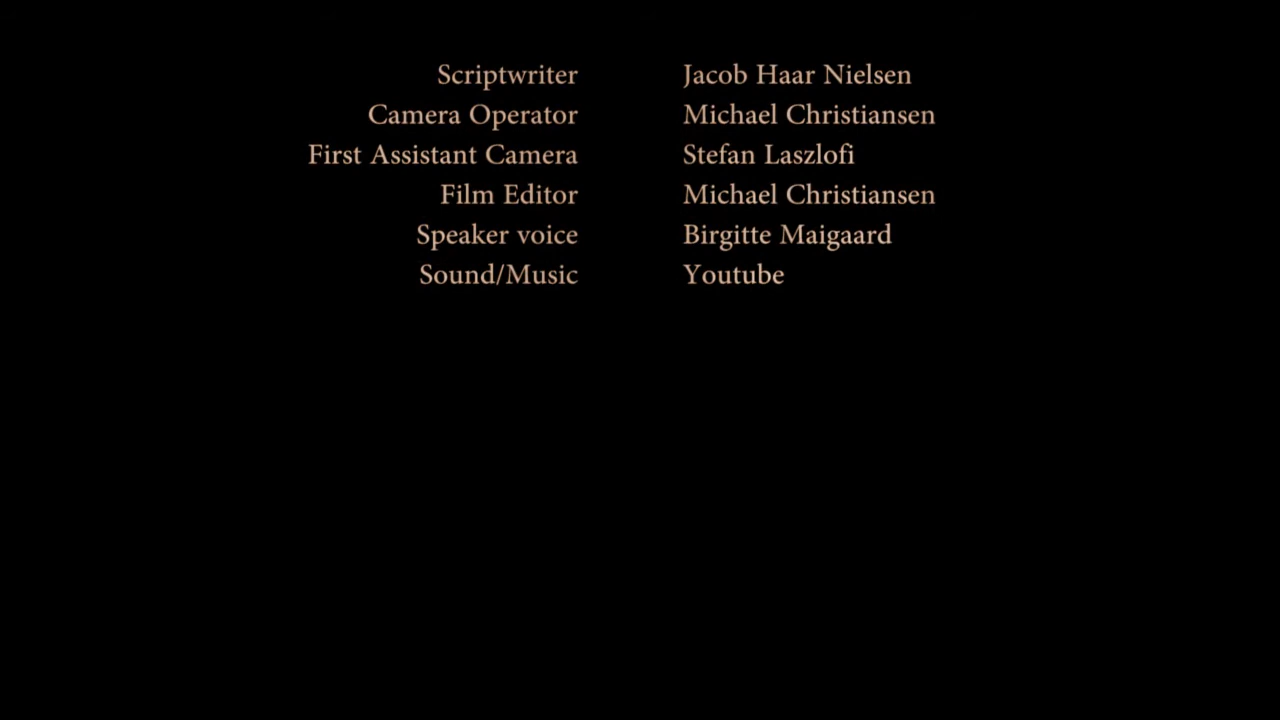 Scriptwriter Jacob Haar Nielsen
Camera Operator Michael Christiansen
First Assistant Camera Stefan Laszlofi
Film Editor Michael Christiansen
Speaker voice Birgitte Maigaard
Sound/Music Youtube